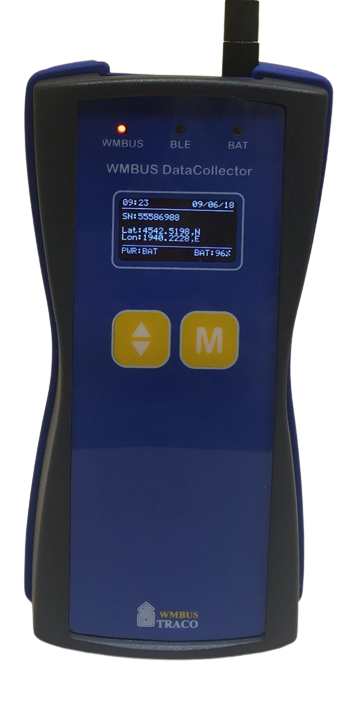 WMBUS BLE BAT
WMBUS DataCollector
09:23 09/06/18
SN:55586988
Lat:4542.5198,N
Lon:1940.2228,E
PWR:BAT BAT:96%
M
WMBUS
TRACO